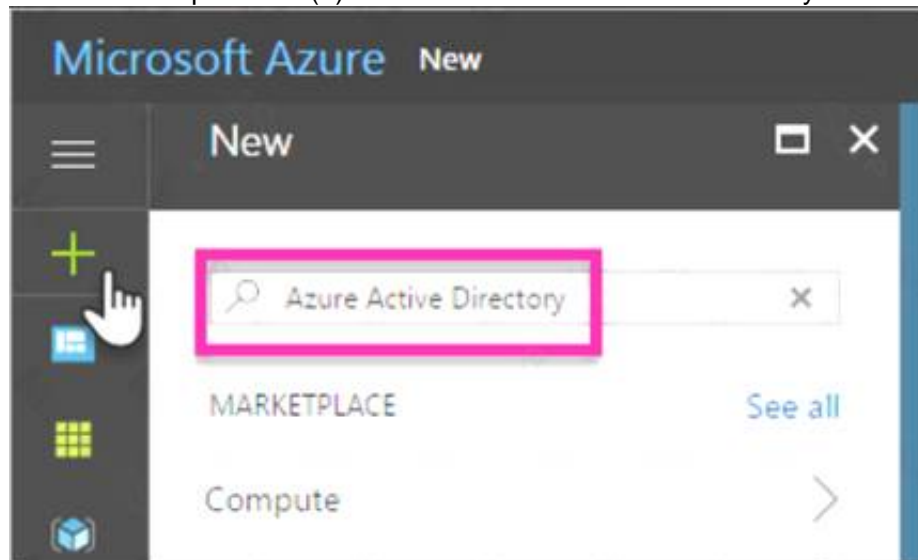 Microsoft Azure New
New
Azure Active Directory
MARKETPLACE
See all
Compute